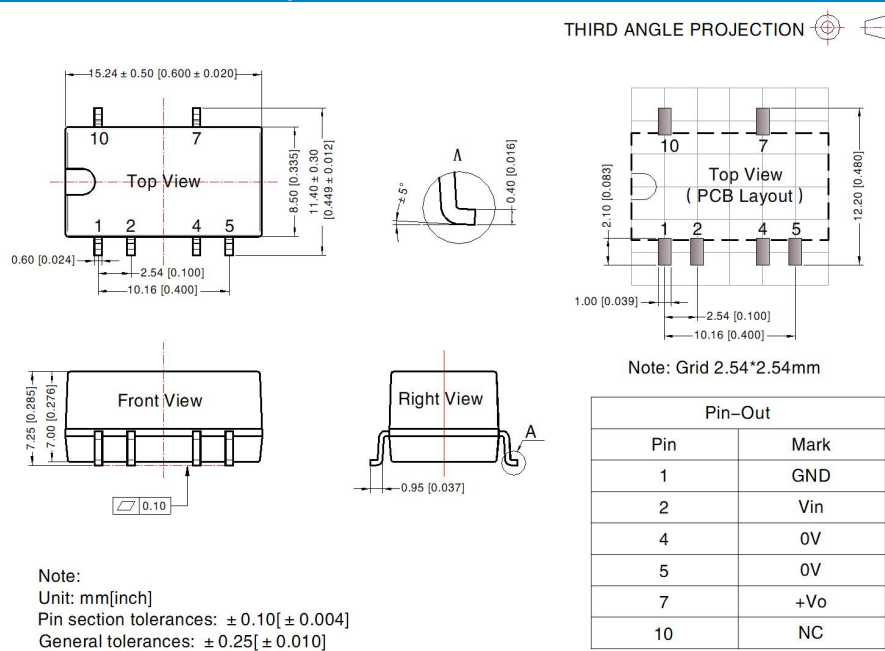 THIRD ANGLE PROJECTION
15.24 ± 0.50 [0.600 ± 0.020]
10 7
Top View
1 2 4 5
8.50 [0.335]
11.40 ± 0.30
[0.449 ± 0.012]
0.60 [0.024]
2.54 [0.100]
10.16 [0.400]
A
± 5°
0.40 [0.016]
10 7
Top View
( PCB Layout )
1 2 4 5
2.10 [0.083]
12.20 [0.480]
1.00 [0.039]
2.54 [0.100]
10.16 [0.400]
Note: Grid 2.54*2.54mm
Front View
7.25 [0.285]
7.00 [0.276]
0.10
Right View
A
0.95 [0.037]
Pin–Out
Pin Mark
1 GND
2 Vin
4 0V
5 0V
7 +Vo
10 NC
Note:
Unit: mm[inch]
Pin section tolerances: ± 0.10[ ± 0.004]
General tolerances: ± 0.25[ ± 0.010]